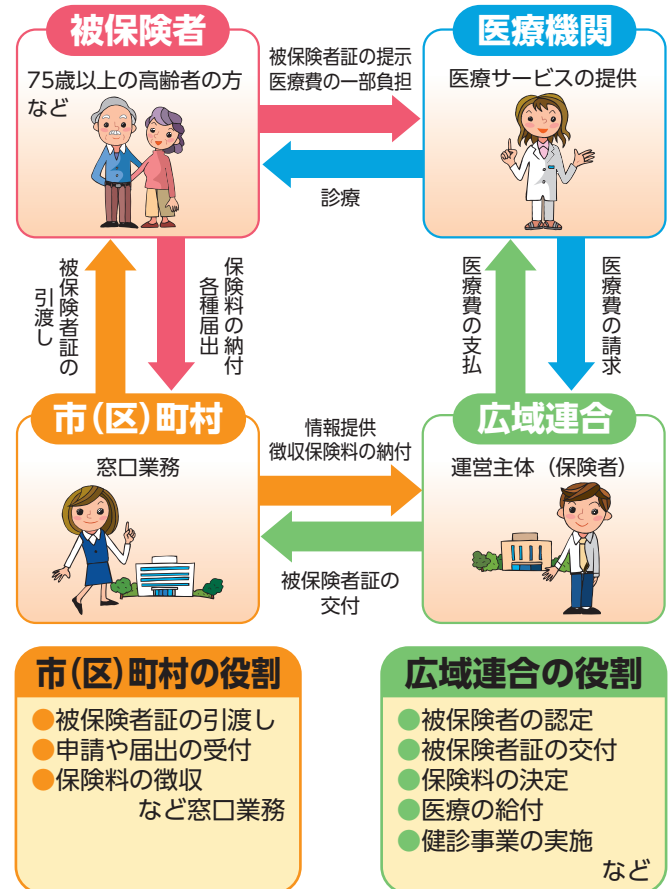 被保険者
75歳以上の高齢者の方
など
被保険者証の提示
医療費の一部負担
診療
医療機関
医療サービスの提供
被保険者証の
引渡し
保険料の納付
各種届出
医療費の支払
医療費の請求
市(区)町村
窓口業務
情報提供
徴収保険料の納付
被保険者証の
交付
広域連合
運営主体（保険者）
市(区)町村の役割
●被保険者証の引渡し
●申請や届出の受付
●保険料の徴収
など窓口業務
広域連合の役割
●被保険者の認定
●被保険者証の交付
●保険料の決定
●医療の給付
●健診事業の実施
など